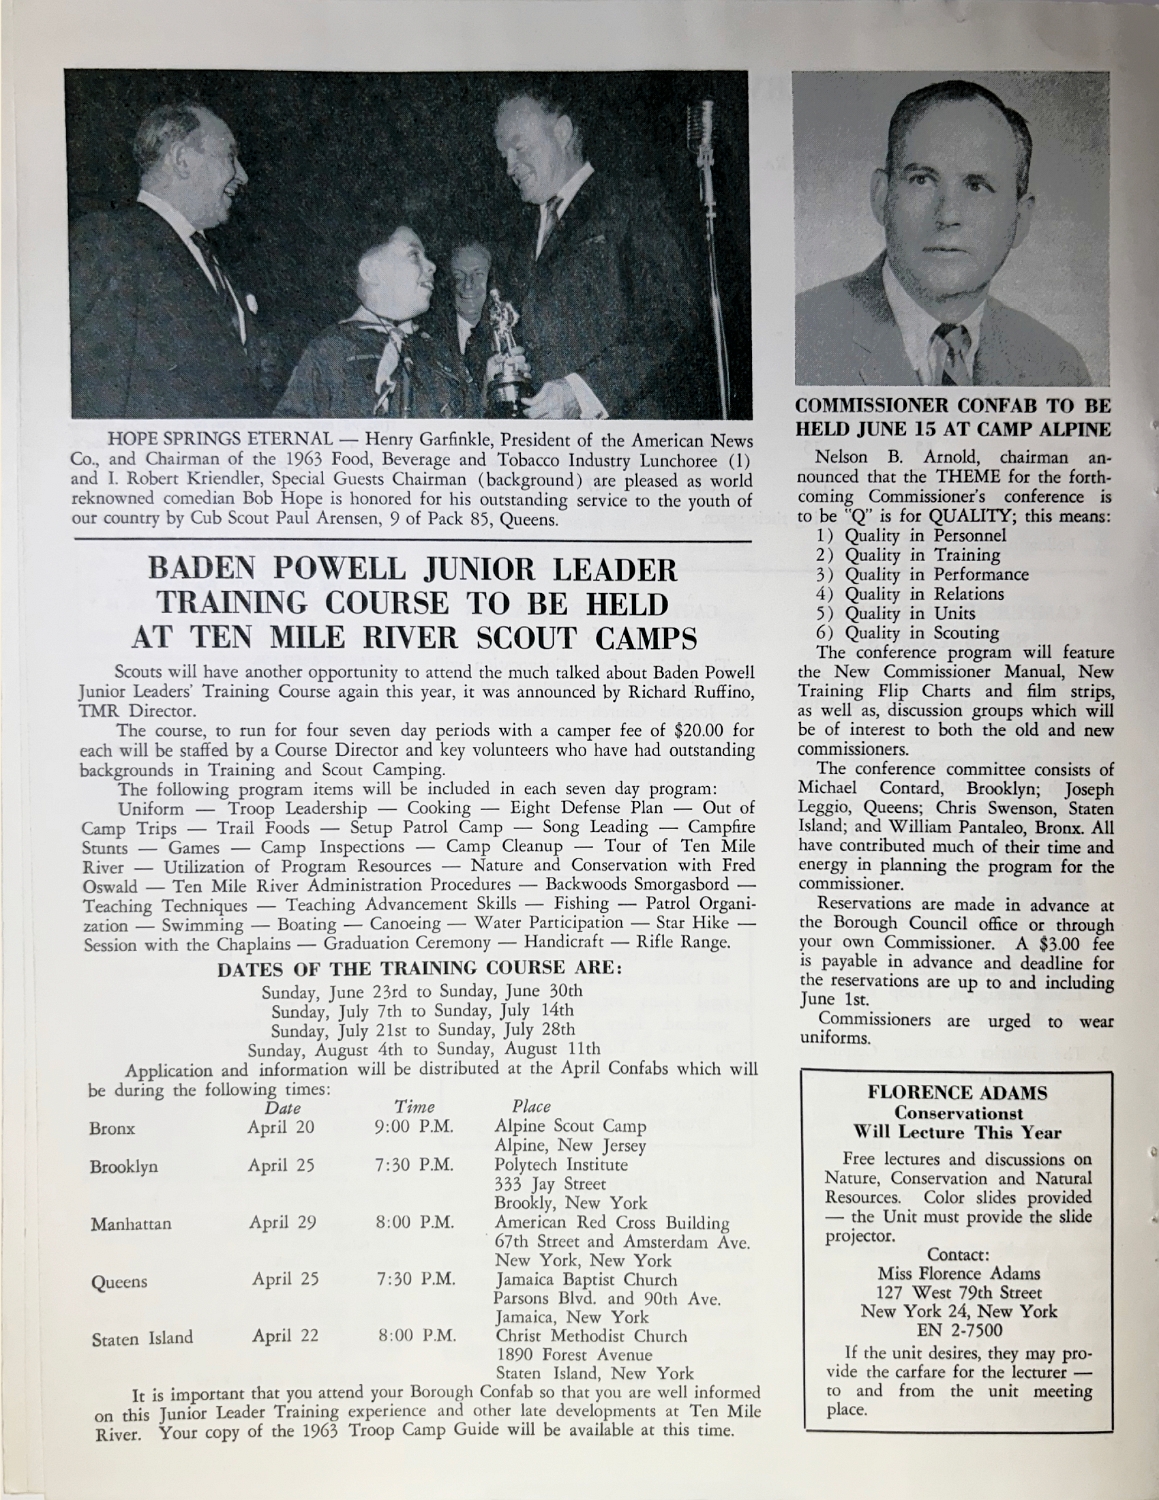 HOPE SPRINGS ETERNAL — Henry Garfinkle, President of the American News
Co., and Chairman of the 1963 Food, Beverage and Tobacco Industry Lunchoree (1)
and I. Robert Kriendler, Special Guests Chairman (background) are pleased as world
reknowned comedian Bob Hope is honored for his outstanding service to the youth of
our country by Cub Scout Paul Arensen, 9 of Pack 85, Queens.
BADEN POWELL JUNIOR LEADER
TRAINING COURSE TO BE HELD
AT TEN MILE RIVER SCOUT CAMPS
Scouts will have another opportunity to attend the much talked about Baden Powell
Junior Leaders' Training Course again this year, it was announced by Richard Ruffino,
TMR Director.
The course, to run for four seven day periods with a camper fee of $20.00 for
each will be staffed by a Course Director and key volunteers who have had outstanding
backgrounds in Training and Scout Camping.
The following program items will be included in each seven day program:
Uniform — Troop Leadership — Cooking — Eight Defense Plan — Out of
Camp Trips — Trail Foods — Setup Patrol Camp — Song Leading — Campfire
Stunts — Games — Camp Inspections — Camp Cleanup — Tour of Ten Mile
River — Utilization of Program Resources — Nature and Conservation with Fred
Oswald — Ten Mile River Administration Procedures — Backwoods Smorgasbord —
Teaching Techniques — Teaching Advancement Skills — Fishing — Patrol Organi-
zation — Swimming — Boating — Canoeing — Water Participation — Star Hike —
Session with the Chaplains — Graduation Ceremony — Handicraft — Rifle Range.
DATES OF THE TRAINING COURSE ARE:
Sunday, June 23rd to Sunday, June 30th
Sunday, July 7th to Sunday, July 14th
Sunday, July 21st to Sunday, July 28th
Sunday, August 4th to Sunday, August 11th
Application and information will be distributed at the April Confabs which will
be during the following times:
Date Time Place
Bronx April 20 9:00 P.M. Alpine Scout Camp
Alpine, New Jersey
Brooklyn April 25 7:30 P.M. Polytech Institute
333 Jay Street
Brookly, New York
Manhattan April 29 8:00 P.M. American Red Cross Building
67th Street and Amsterdam Ave.
New York, New York
Queens April 25 7:30 P.M. Jamaica Baptist Church
Parsons Blvd. and 90th Ave.
Jamaica, New York
Staten Island April 22 8:00 P.M. Christ Methodist Church
1890 Forest Avenue
Staten Island, New York
It is important that you attend your Borough Confab so that you are well informed
on this Junior Leader Training experience and other late developments at Ten Mile
River. Your copy of the 1963 Troop Camp Guide will be available at this time.
COMMISSIONER CONFAB TO BE
HELD JUNE 15 AT CAMP ALPINE
Nelson B. Arnold, chairman an-
nounced that the THEME for the forth-
coming Commissioner's conference is
to be "Q" is for QUALITY; this means:
1) Quality in Personnel
2) Quality in Training
3) Quality in Performance
4) Quality in Relations
5) Quality in Units
6) Quality in Scouting
The conference program will feature
the New Commissioner Manual, New
Training Flip Charts and film strips,
as well as, discussion groups which will
be of interest to both the old and new
commissioners.
The conference committee consists of
Michael Contard, Brooklyn; Joseph
Leggio, Queens; Chris Swenson, Staten
Island; and William Pantaleo, Bronx. All
have contributed much of their time and
energy in planning the program for the
commissioner.
Reservations are made in advance at
the Borough Council office or through
your own Commissioner. A $3.00 fee
is payable in advance and deadline for
the reservations are up to and including
June 1st.
Commissioners are urged to wear
uniforms.
FLORENCE ADAMS
Conservationst
Will Lecture This Year
Free lectures and discussions on
Nature, Conservation and Natural
Resources. Color slides provided
— the Unit must provide the slide
projector.
Contact:
Miss Florence Adams
127 West 79th Street
New York 24, New York
EN 2-7500
If the unit desires, they may pro-
vide the carfare for the lecturer —
to and from the unit meeting
place.